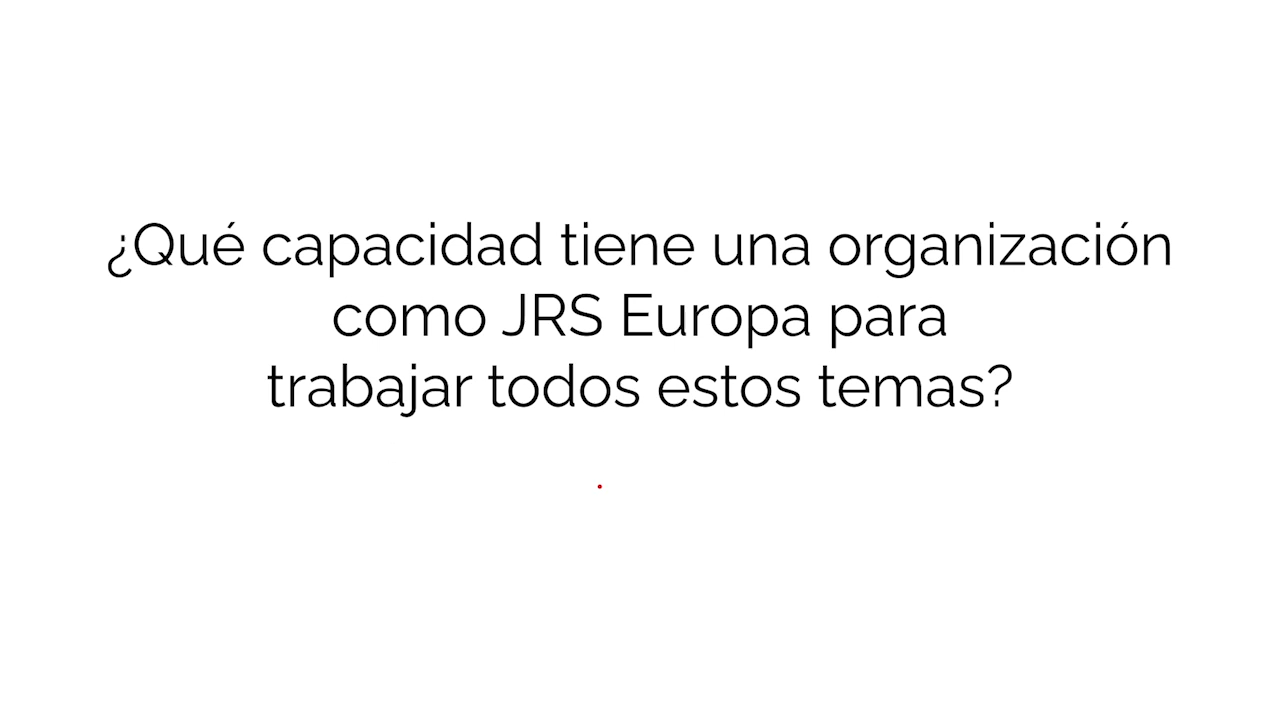 ¿Qué capacidad tiene una organización
como JRS Europa para
trabajar todos estos temas?